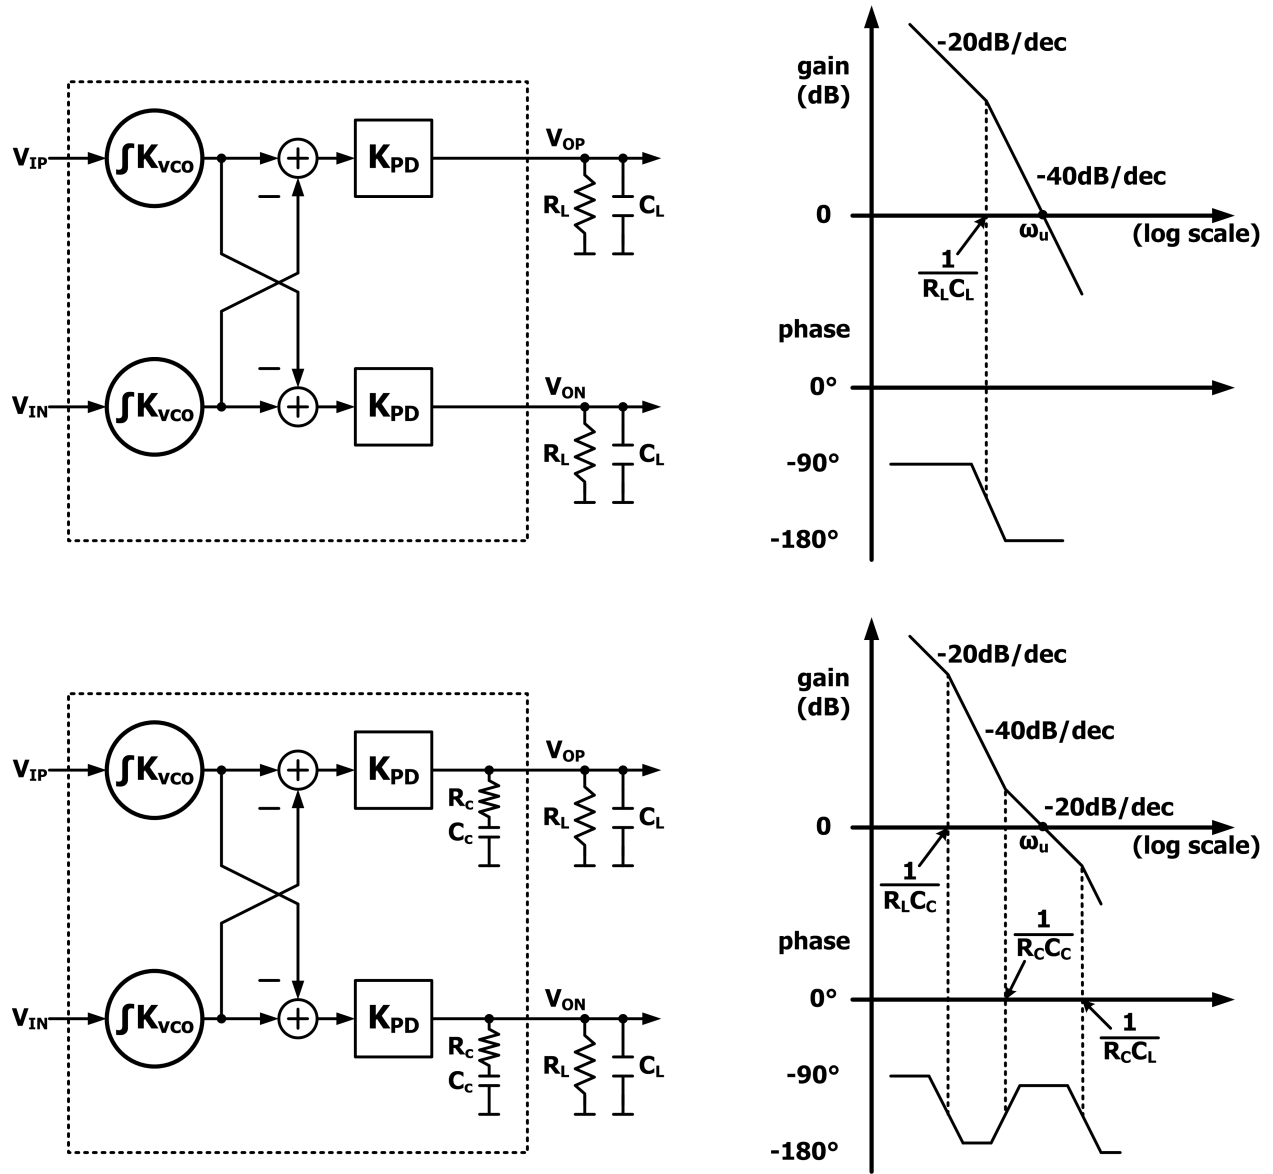 V_IP
∫K_VCO
+
K_PD
V_OP
−
R_L
C_L
V_IN
∫K_VCO
−
+
K_PD
V_ON
R_L
C_L
-20dB/dec
gain
(dB)
-40dB/dec
0
ω_u
(log scale)
1
R_LC_L
phase
0°
-90°
-180°
V_IP
∫K_VCO
+
K_PD
V_OP
−
R_C
C_C
R_L
C_L
V_IN
∫K_VCO
−
+
K_PD
V_ON
R_C
C_C
R_L
C_L
-20dB/dec
gain
(dB)
-40dB/dec
-20dB/dec
0
ω_u
(log scale)
1
R_LC_C
1
R_CC_C
phase
0°
1
R_CC_L
-90°
-180°